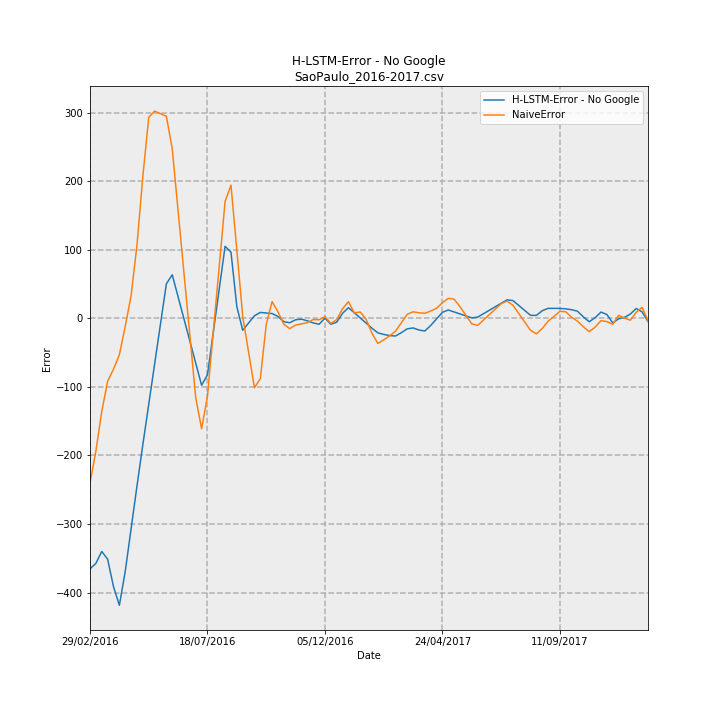 H-LSTM-Error - No Google
SaoPaulo_2016-2017.csv
H-LSTM-Error - No Google
NaiveError
300
200
100
0
−100
−200
−300
−400
Error
29/02/2016
18/07/2016
05/12/2016
24/04/2017
11/09/2017
Date